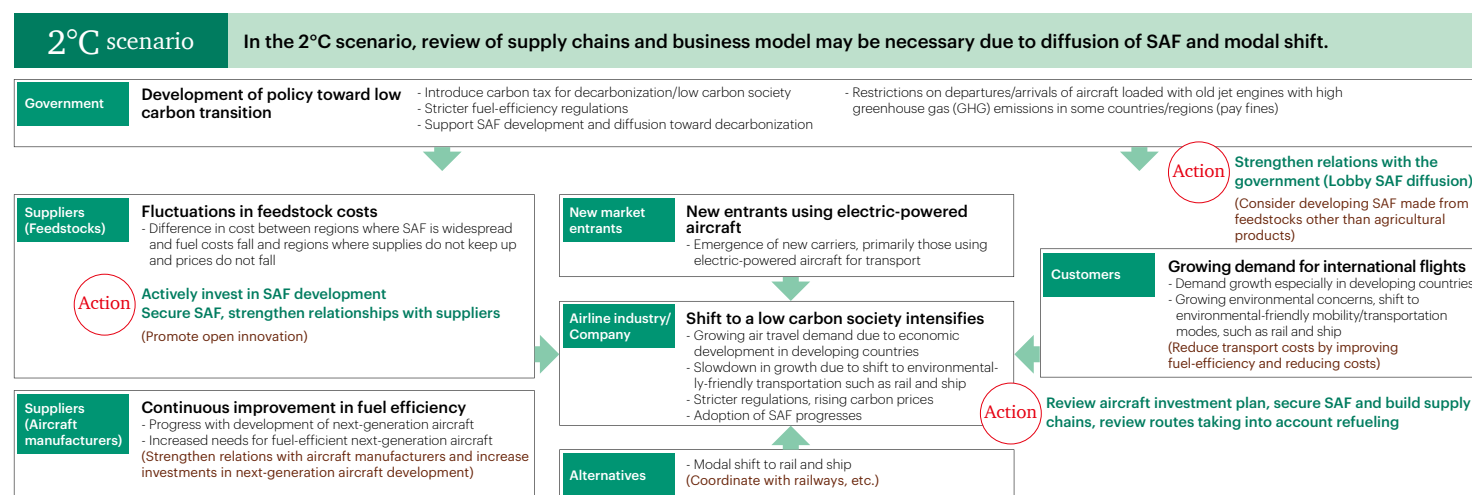 2°C scenario
In the 2°C scenario, review of supply chains and business model may be necessary due to diffusion of SAF and modal shift.
Government
Development of policy toward low
carbon transition
- Introduce carbon tax for decarbonization/low carbon society
- Stricter fuel-efficiency regulations
- Support SAF development and diffusion toward decarbonization
- Restrictions on departures/arrivals of aircraft loaded with old jet engines with high
greenhouse gas (GHG) emissions in some countries/regions (pay fines)
Action
Strengthen relations with the
government (Lobby SAF diffusion)
(Consider developing SAF made from
feedstocks other than agricultural
products)
Suppliers
(Feedstocks)
Fluctuations in feedstock costs
- Difference in cost between regions where SAF is widespread
and fuel costs fall and regions where supplies do not keep up
and prices do not fall
Action
Actively invest in SAF development
Secure SAF, strengthen relationships with suppliers
(Promote open innovation)
New market
entrants
New entrants using electric-powered
aircraft
- Emergence of new carriers, primarily those using
electric-powered aircraft for transport
Customers
Growing demand for international flights
- Demand growth especially in developing countries
- Growing environmental concerns, shift to
environmental-friendly mobility/transportation
modes, such as rail and ship
(Reduce transport costs by improving
fuel-efficiency and reducing costs)
Airline industry/
Company
Shift to a low carbon society intensifies
- Growing air travel demand due to economic
development in developing countries
- Slowdown in growth due to shift to environmental-
ly-friendly transportation such as rail and ship
- Stricter regulations, rising carbon prices
- Adoption of SAF progresses
Action
Review aircraft investment plan, secure SAF and build supply
chains, review routes taking into account refueling
Suppliers
(Aircraft
manufacturers)
Continuous improvement in fuel efficiency
- Progress with development of next-generation aircraft
- Increased needs for fuel-efficient next-generation aircraft
(Strengthen relations with aircraft manufacturers and increase
investments in next-generation aircraft development)
Alternatives
- Modal shift to rail and ship
(Coordinate with railways, etc.)